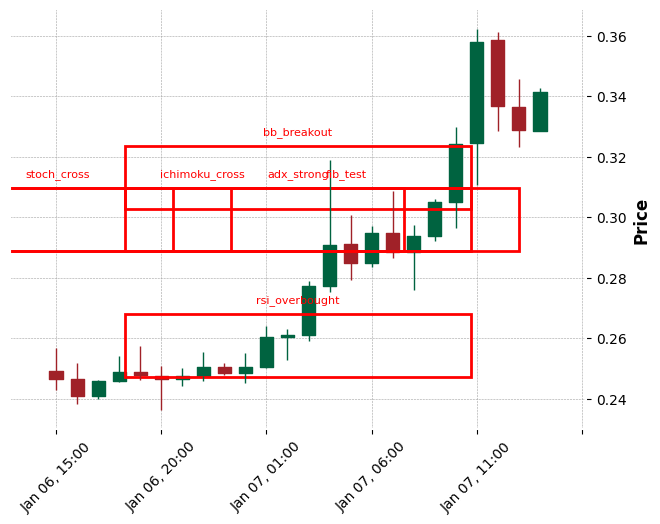 0.36
0.34
bb_breakout
0.32
stoch_cross
ichimoku_cross
adx_strong
fib_test
0.30
Price
0.28
rsi_overbought
0.26
0.24
Jan 06, 15:00
Jan 06, 20:00
Jan 07, 01:00
Jan 07, 06:00
Jan 07, 11:00